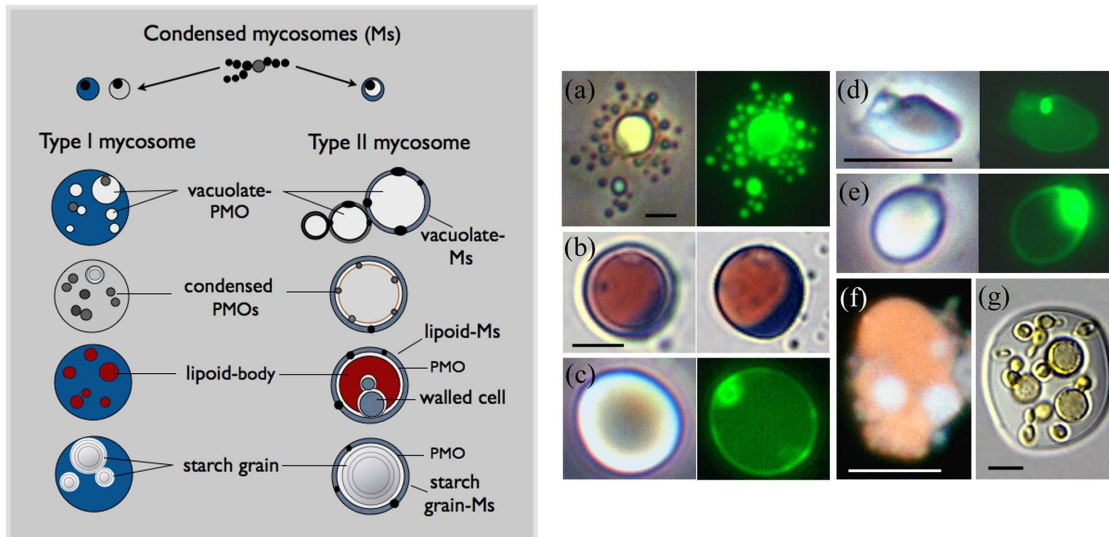 Condensed mycosomes (Ms)
Type I mycosome
Type II mycosome
vacuolate-
PMO
vacuolate-
Ms
condensed
PMOs
lipoid-Ms
lipoid-body
PMO
walled cell
starch grain
PMO
starch
grain-Ms
(a)
(b)
(c)
(d)
(e)
(f)
(g)